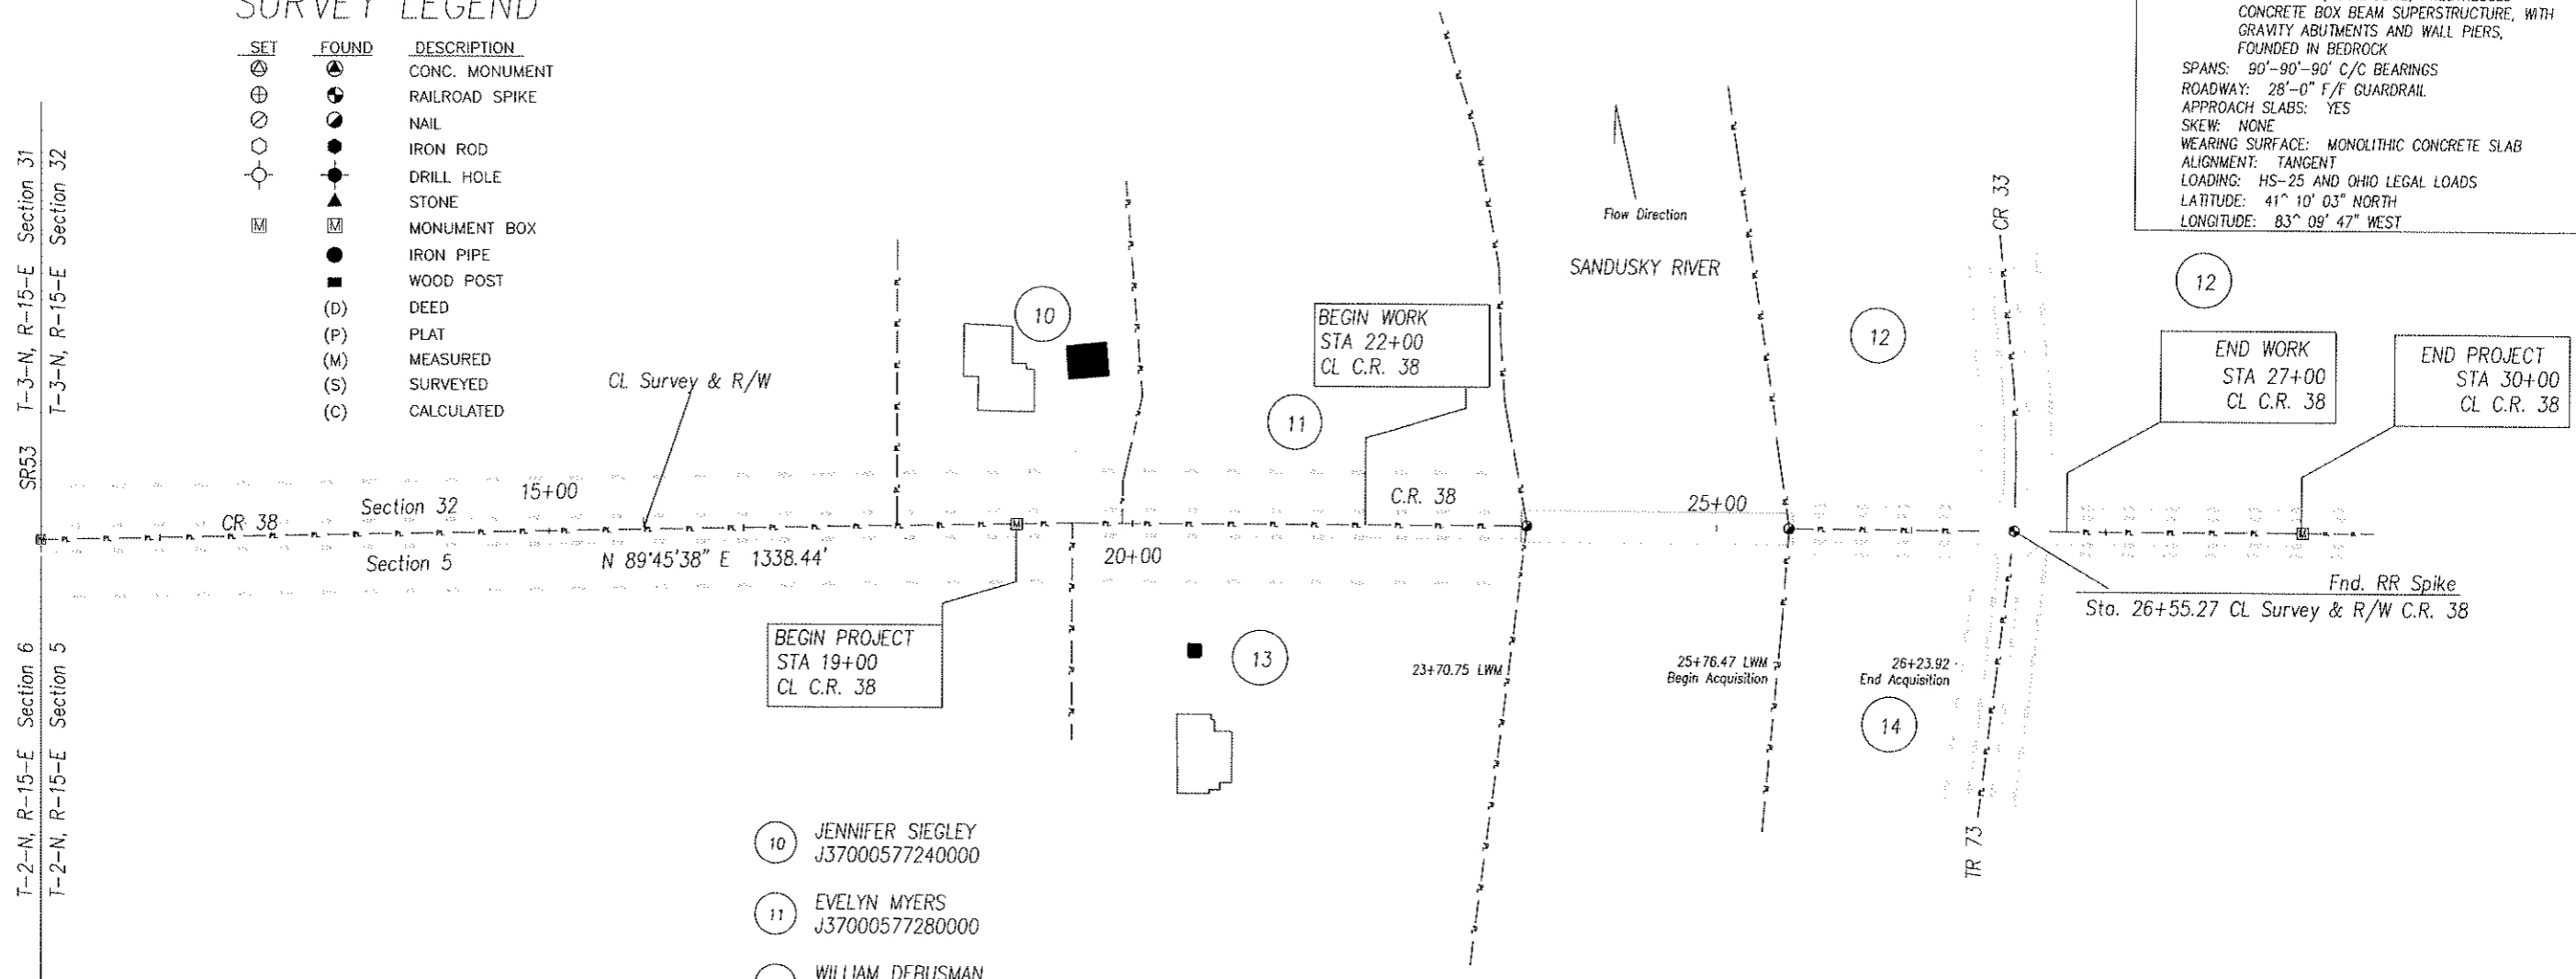 SURVEY LEGEND
SET FOUND DESCRIPTION
CONC. MONUMENT
RAILROAD SPIKE
NAIL
IRON ROD
DRILL HOLE
STONE
M M MONUMENT BOX
IRON PIPE
WOOD POST
(D) DEED
(P) PLAT
(M) MEASURED
(S) SURVEYED
(C) CALCULATED
T-3-N, R-15-E Section 31
T-3-N, R-15-E Section 32
SR53
T-2-N, R-15-E Section 6
T-2-N, R-15-E Section 5
CONCRETE BOX BEAM SUPERSTRUCTURE, WITH
GRAVITY ABUTMENTS AND WALL PIERS,
FOUNDED IN BEDROCK
SPANS: 90'-90'-90' C/C BEARINGS
ROADWAY: 28'-0" F/F GUARDRAIL
APPROACH SLABS: YES
SKEW: NONE
WEARING SURFACE: MONOLITHIC CONCRETE SLAB
ALIGNMENT: TANGENT
LOADING: HS-25 AND OHIO LEGAL LOADS
LATITUDE: 41^ 10' 03" NORTH
LONGITUDE: 83^ 09' 47" WEST
Flow Direction
SANDUSKY RIVER
CR 33
12
12
10
11
BEGIN WORK
STA 22+00
CL C.R. 38
END WORK
STA 27+00
CL C.R. 38
END PROJECT
STA 30+00
CL C.R. 38
CL Survey & R/W
15+00
Section 32
CR 38
Section 5
N 89°45'38" E 1338.44'
20+00
C.R. 38
25+00
M
M
Fnd. RR Spike
Sta. 26+55.27 CL Survey & R/W C.R. 38
BEGIN PROJECT
STA 19+00
CL C.R. 38
13
23+70.75 LWM
25+76.47 LWM
Begin Acquisition
26+23.92
End Acquisition
14
TR 73
10 JENNIFER SIEGLEY
J37000577240000
11 EVELYN MYERS
J37000577280000
WILLIAM DEBUSMAN